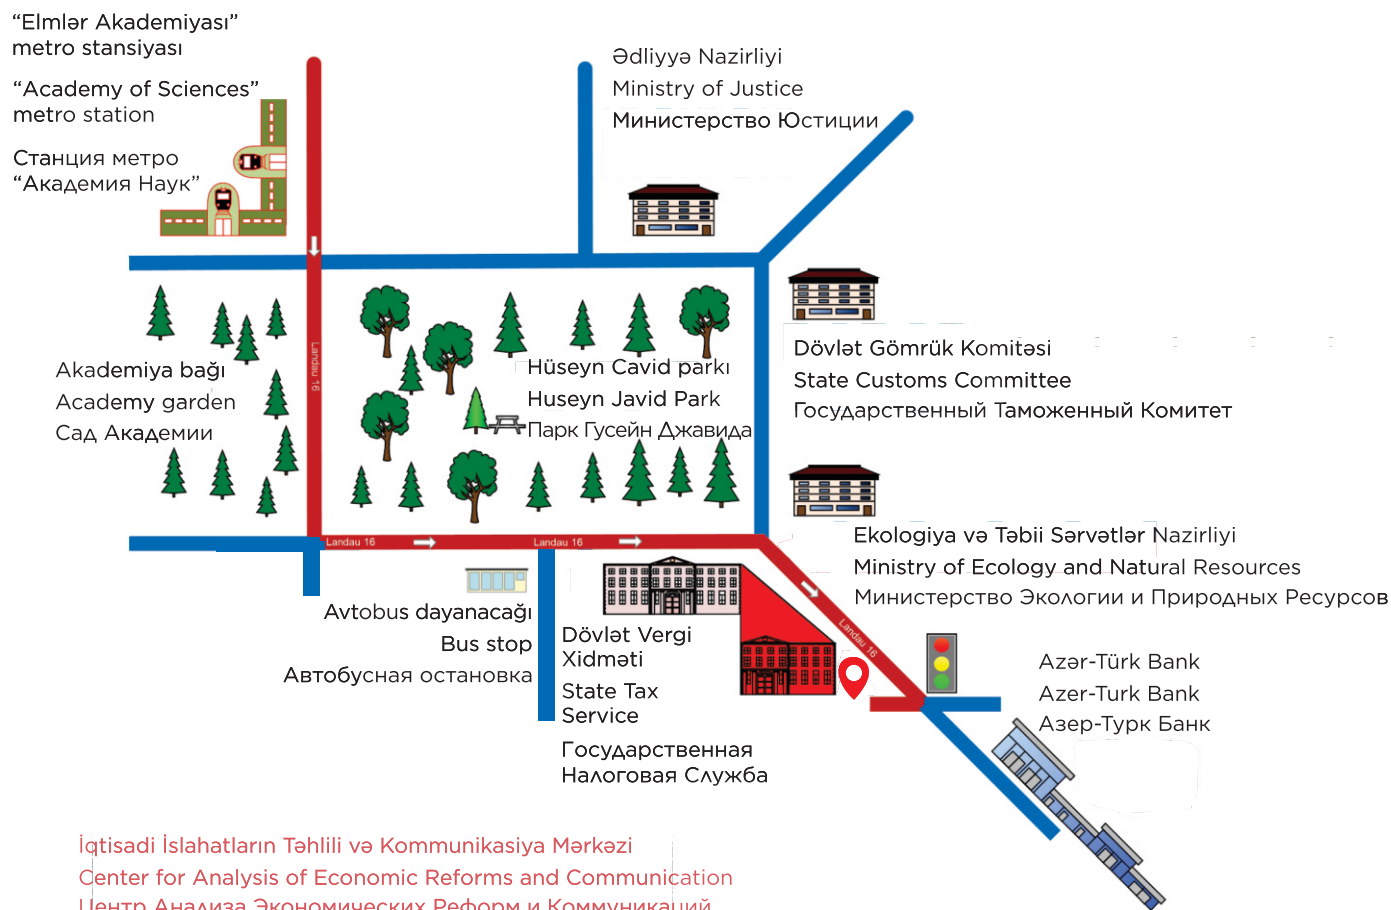 “Elmlər Akademiyası”
metro stansiyası
“Academy of Sciences”
metro station
Станция метро
“Академия Наук”
Ədliyyə Nazirliyi
Ministry of Justice
Министерство Юстиции
Dövlət Gömrük Komitəsi
State Customs Committee
Государственный Таможенный Комитет
Landau 16
Akademiya bağı
Academy garden
Сад Академии
Hüseyn Cavid parkı
Huseyn Javid Park
Парк Гусейн Джавида
Landau 16
Landau 16
Ekologiya və Təbii Sərvətlər Nazirliyi
Ministry of Ecology and Natural Resources
Министерство Экологии и Природных Ресурсов
Avtobus dayanacağı
Bus stop
Автобусная остановка
Dövlət Vergi
Xidməti
State Tax
Service
Государственная
Налоговая Служба
Landau 16
Azər-Türk Bank
Azer-Turk Bank
Азер-Турк Банк
İqtisadi İslahatların Təhlili və Kommunikasiya Mərkəzi
Center for Analysis of Economic Reforms and Communication
Центр Анализа Экономических Реформ и Коммуникаций